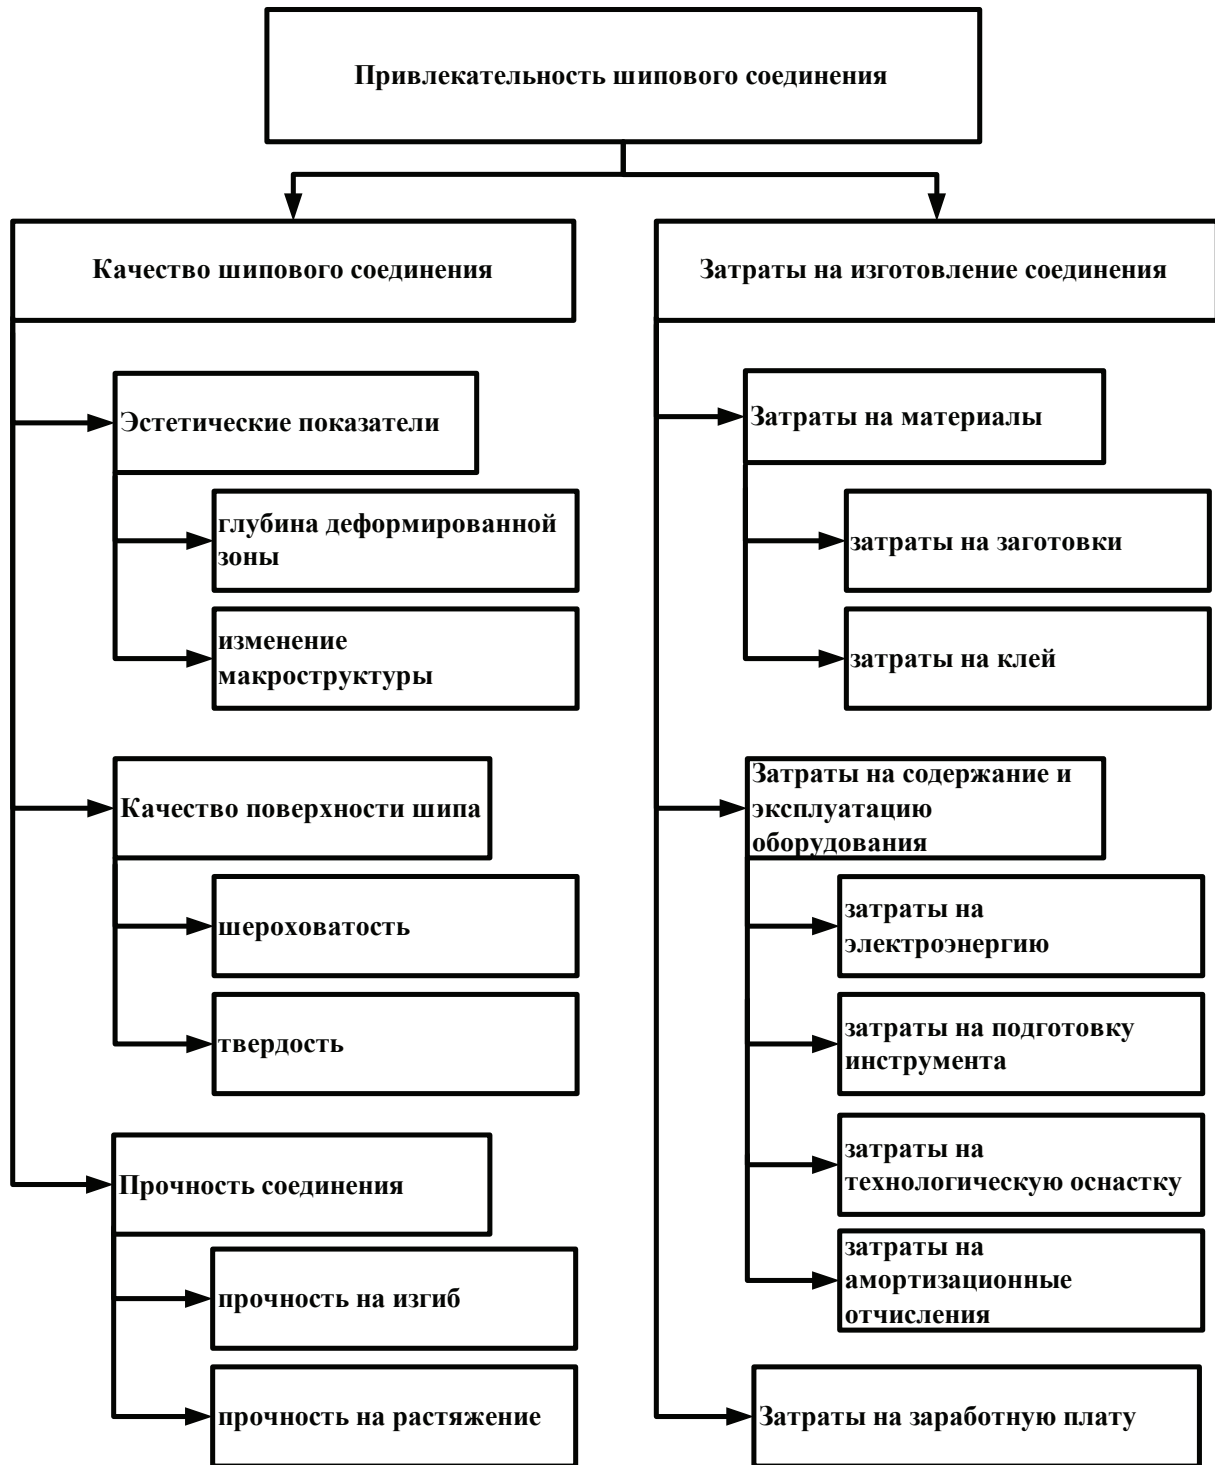 Привлекательность шипового соединения
Качество шипового соединения
Эстетические показатели
глубина деформированной
зоны
изменение
макроструктуры
Качество поверхности шипа
шероховатость
твердость
Прочность соединения
прочность на изгиб
прочность на растяжение
Затраты на изготовление соединения
Затраты на материалы
затраты на заготовки
затраты на клей
Затраты на содержание и
эксплуатацию
оборудования
затраты на
электроэнергию
затраты на подготовку
инструмента
затраты на
технологическую оснастку
затраты на
амортизационные
отчисления
Затраты на заработную плату